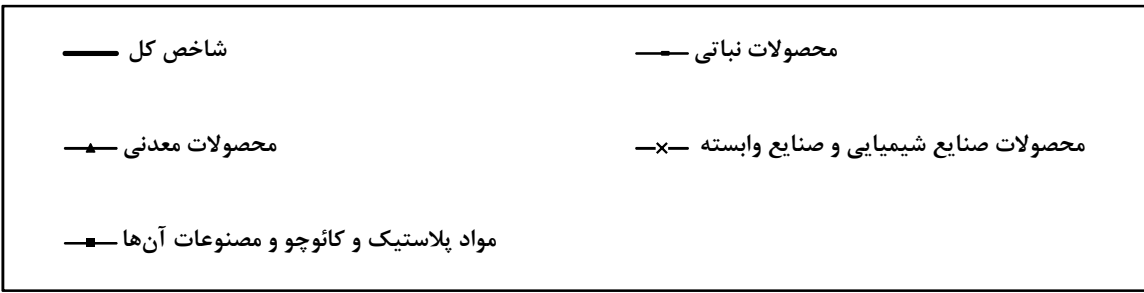 محصولات نباتی
شاخص کل
محصولات صنایع شیمیایی و صنایع وابسته
محصولات معدنی
مواد پلاستیک و کائوچو و مصنوعات آن‌ها